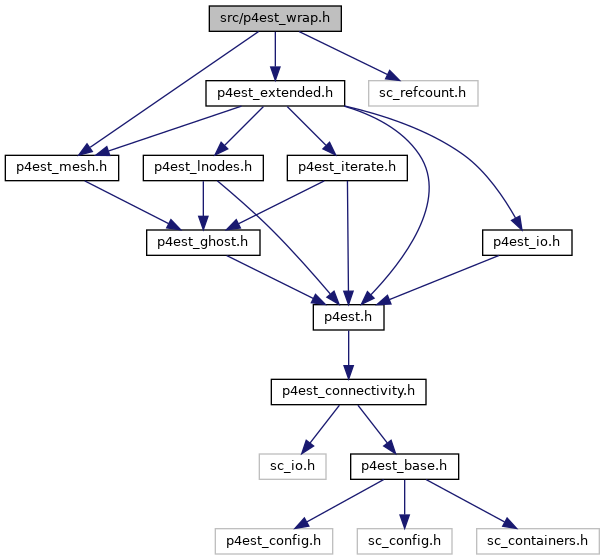 src/p4est_wrap.h
p4est_extended.h
sc_refcount.h
p4est_mesh.h
p4est_lnodes.h
p4est_iterate.h
p4est_ghost.h
p4est_io.h
p4est.h
p4est_connectivity.h
sc_io.h
p4est_base.h
p4est_config.h
sc_config.h
sc_containers.h